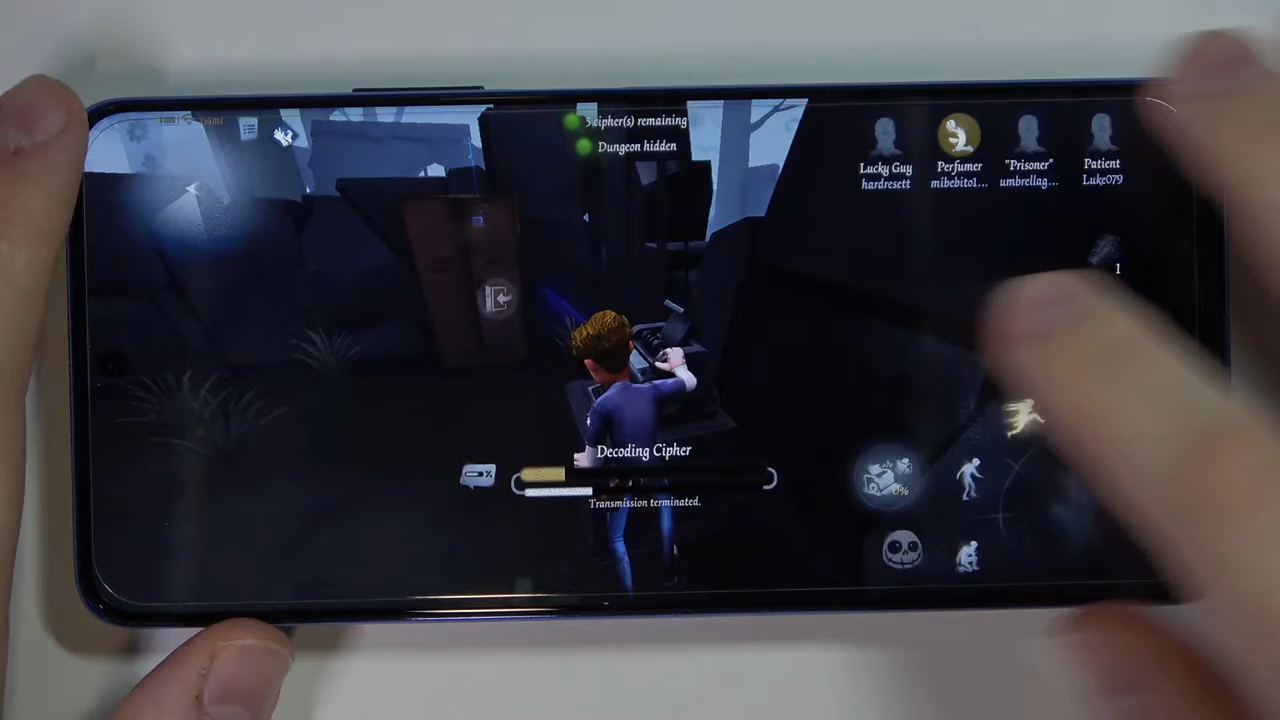 5 cipher(s) remaining
Dungeon hidden
Lucky Guy
hardresett
Perfumer
mibebito1...
"Prisoner"
umbrellag...
Patient
Luke079
1
Decoding Cipher
Transmission terminated.
0%